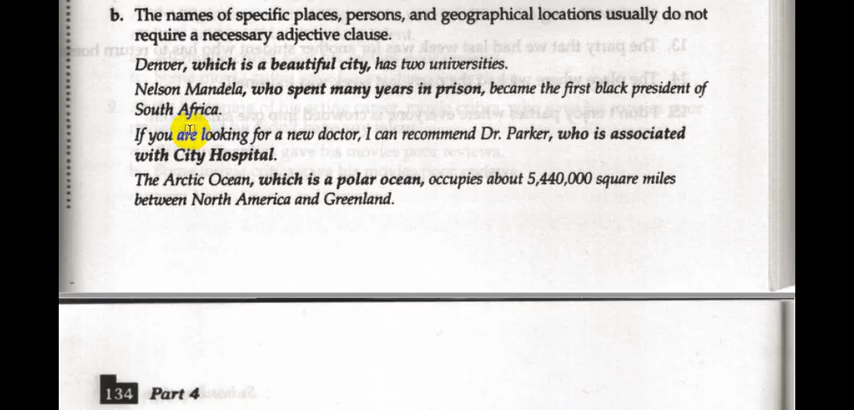 b. The names of specific places, persons, and geographical locations usually do not
require a necessary adjective clause.
Denver, which is a beautiful city, has two universities.
Nelson Mandela, who spent many years in prison, became the first black president of
South Africa.
If you are looking for a new doctor, I can recommend Dr. Parker, who is associated
with City Hospital.
The Arctic Ocean, which is a polar ocean, occupies about 5,440,000 square miles
between North America and Greenland.
134 Part 4